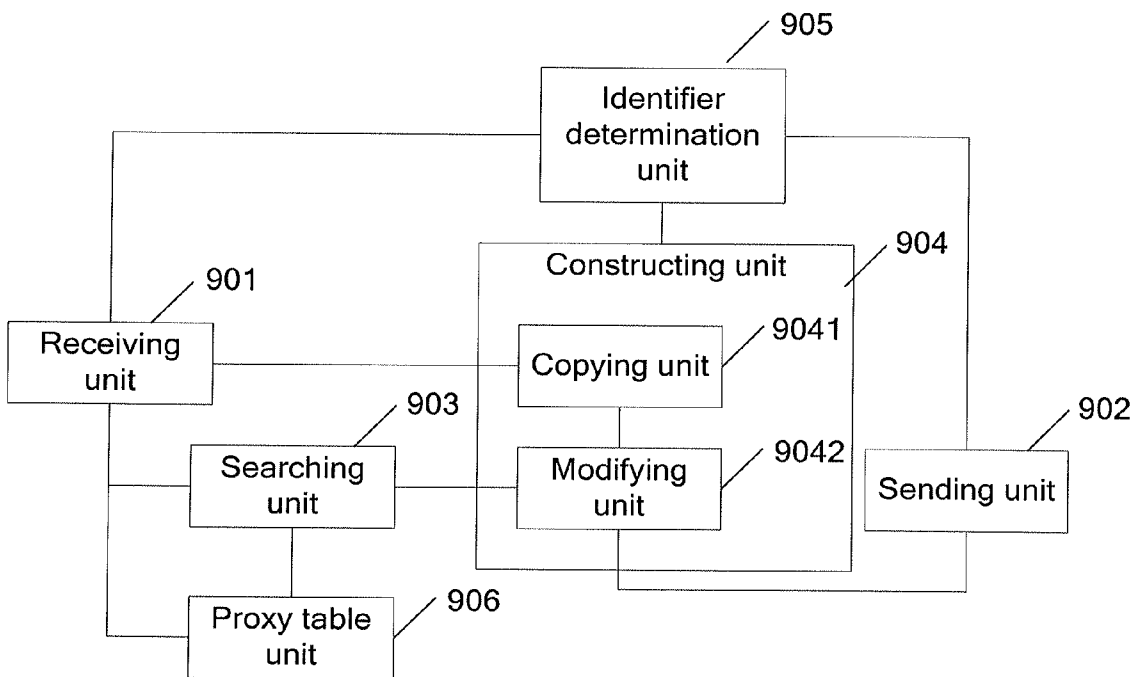 905
Identifier
determination
unit
904
Constructing unit
901
Receiving
unit
9041
Copying unit
903
Searching
unit
9042
Modifying
unit
902
Sending unit
906
Proxy table
unit